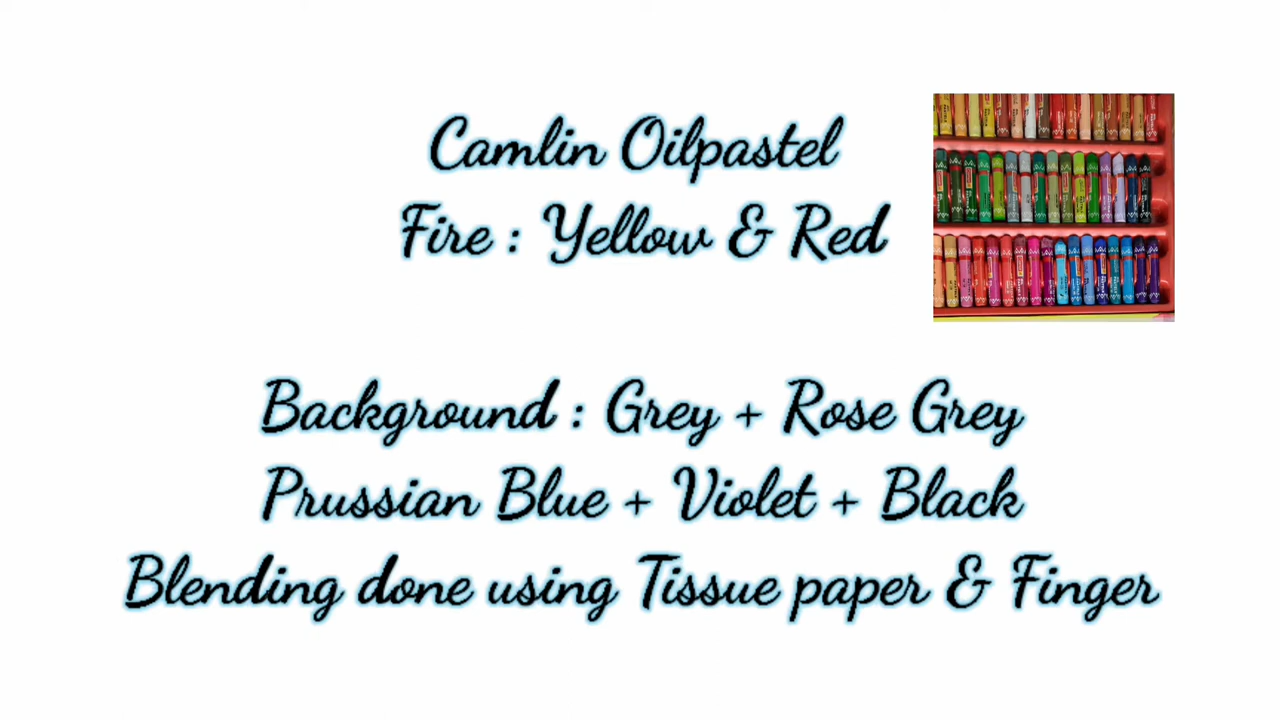 Camlin Oilpastel
Fire : Yellow & Red
Background : Grey + Rose Grey
Prussian Blue + Violet + Black
Blending done using Tissue paper & Finger